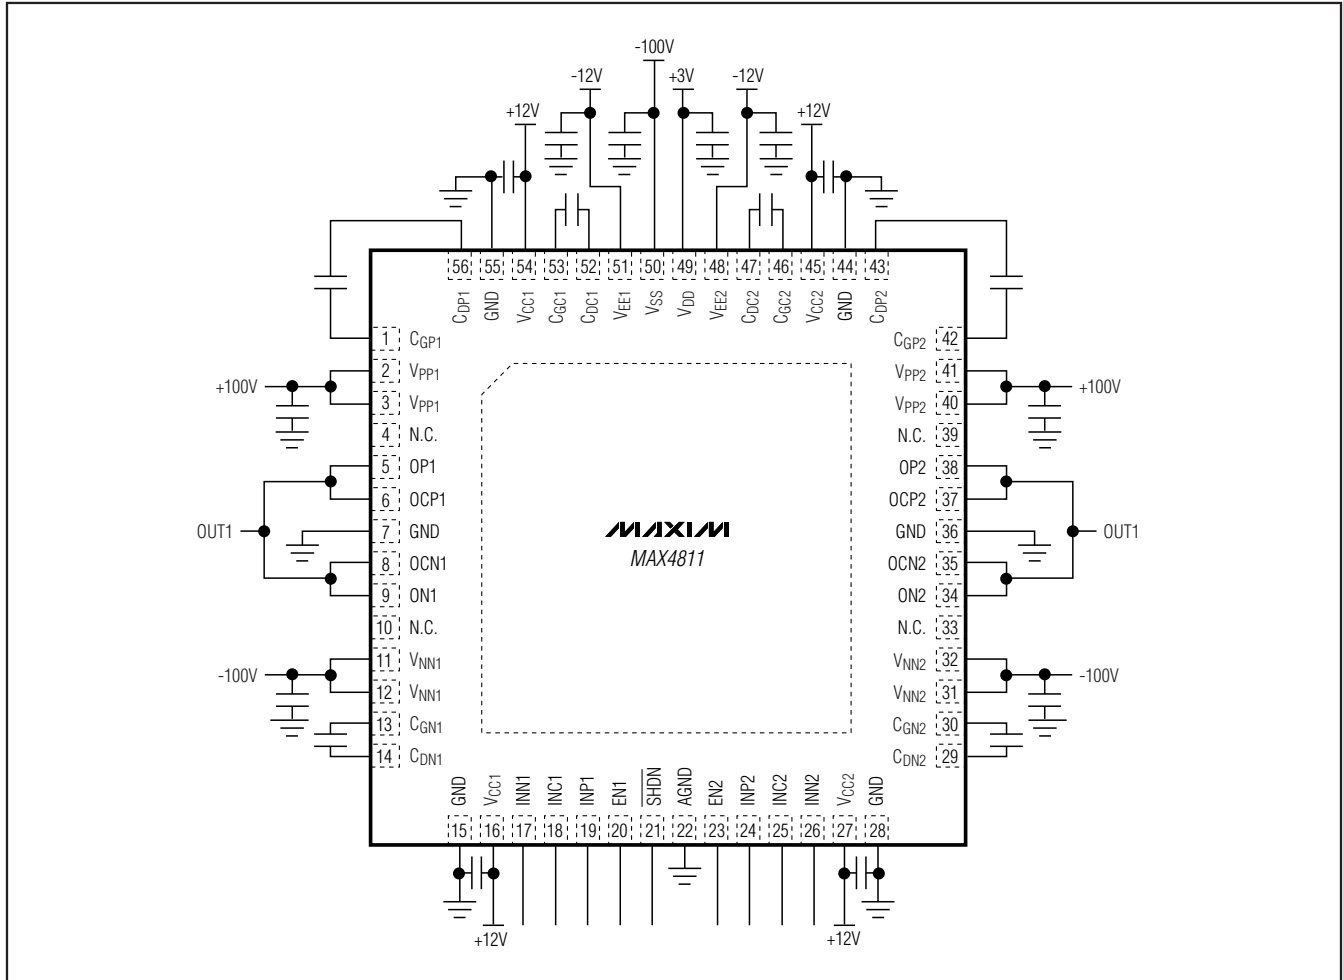 -100V
-12V
+3V
-12V
+12V
+12V
56 55 54 53 52 51 50 49 48 47 46 45 44 43
CDP1 GND VCC1 CGC1 CDC1 VEE1 VSS VDD VEE2 CDC2 CGC2 VCC2 GND CDP2
1 CGP1 CGP2 42
2 VPP1 VPP2 41
+100V +100V
3 VPP1 VPP2 40
4 N.C. N.C. 39
5 OP1 OP2 38
6 OCP1 OCP2 37
OUT1 7 GND MAXIM GND 36 OUT1
MAX4811
8 OCN1 OCN2 35
9 ON1 ON2 34
10 N.C. N.C. 33
11 VNN1 VNN2 32
-100V -100V
12 VNN1 VNN2 31
13 CGN1 CGN2 30
14 CDN1 CDN2 29
GND VCC1 INN1 INC1 INP1 EN1 SHDN AGND EN2 INP2 INC2 INN2 VCC2 GND
15 16 17 18 19 20 21 22 23 24 25 26 27 28
+12V +12V